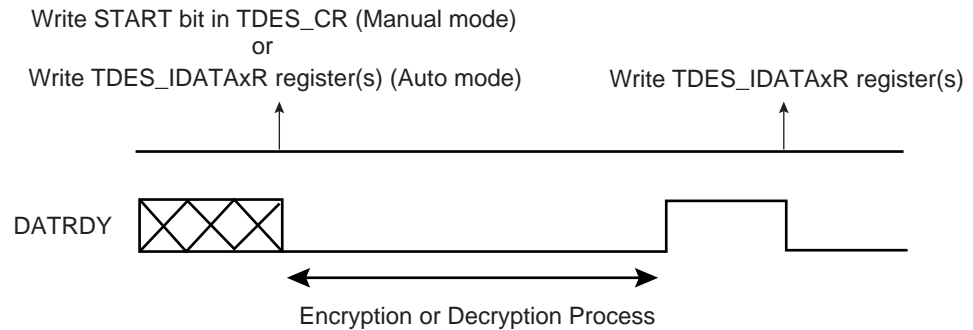 Write START bit in TDES_CR (Manual mode)
or
Write TDES_IDATAxR register(s) (Auto mode)
Write TDES_IDATAxR register(s)
DATRDY
Encryption or Decryption Process